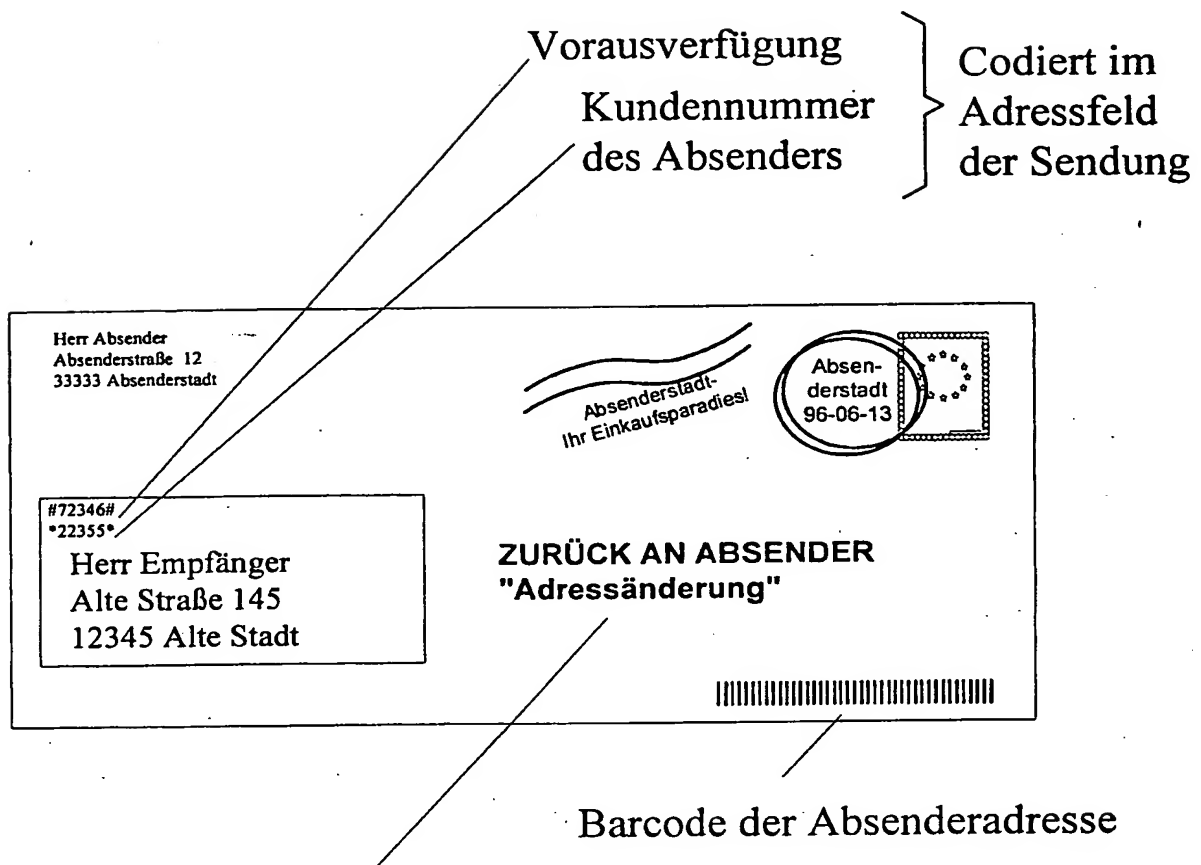 Vorausverfügung
Kundennummer
des Absenders
Codiert im
Adressfeld
der Sendung
Herr Absender
Absenderstraße 12
33333 Absenderstadt
Absenderstadt-
Ihr Einkaufsparadies!
Absen-
derstadt
96-06-13
#72346#
*22355*
Herr Empfänger
Alte Straße 145
12345 Alte Stadt
ZURÜCK AN ABSENDER
"Adressänderung"
Barcode der Absenderadresse